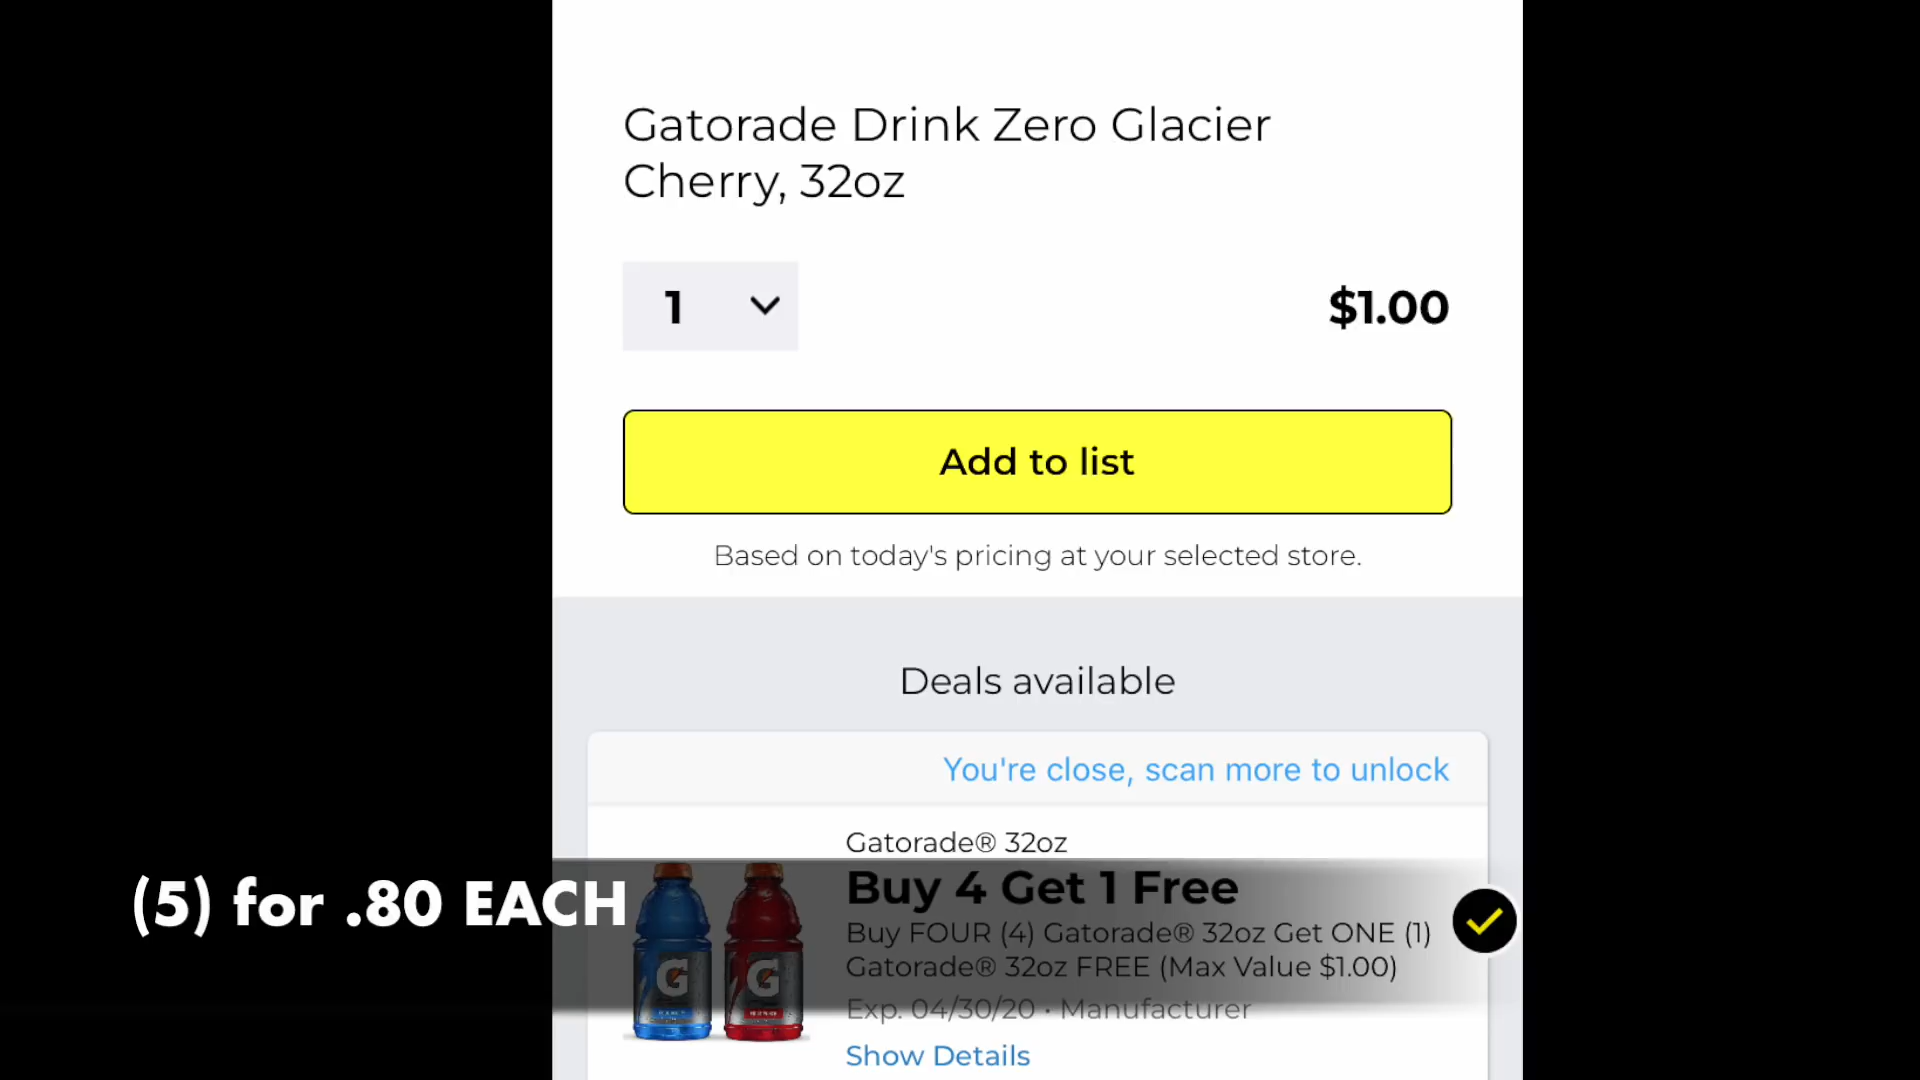 Gatorade Drink Zero Glacier
Cherry, 32oz
1
$1.00
Add to list
Based on today's pricing at your selected store.
Deals available
You're close, scan more to unlock
Gatorade® 32oz
Buy 4 Get 1 Free
Buy FOUR (4) Gatorade® 32oz Get ONE (1)
Gatorade® 32oz FREE (Max Value $1.00)
Exp. 04/30/20 • Manufacturer
Show Details
(5) for .80 EACH
G
G